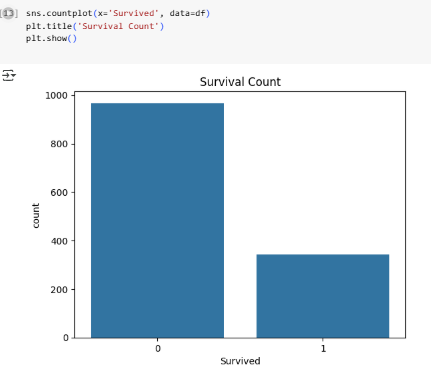 [13] sns.countplot(x='Survived', data=df)
plt.title('Survival Count')
plt.show()
Survival Count
1000
800
600
400
200
0
count
0 1
Survived